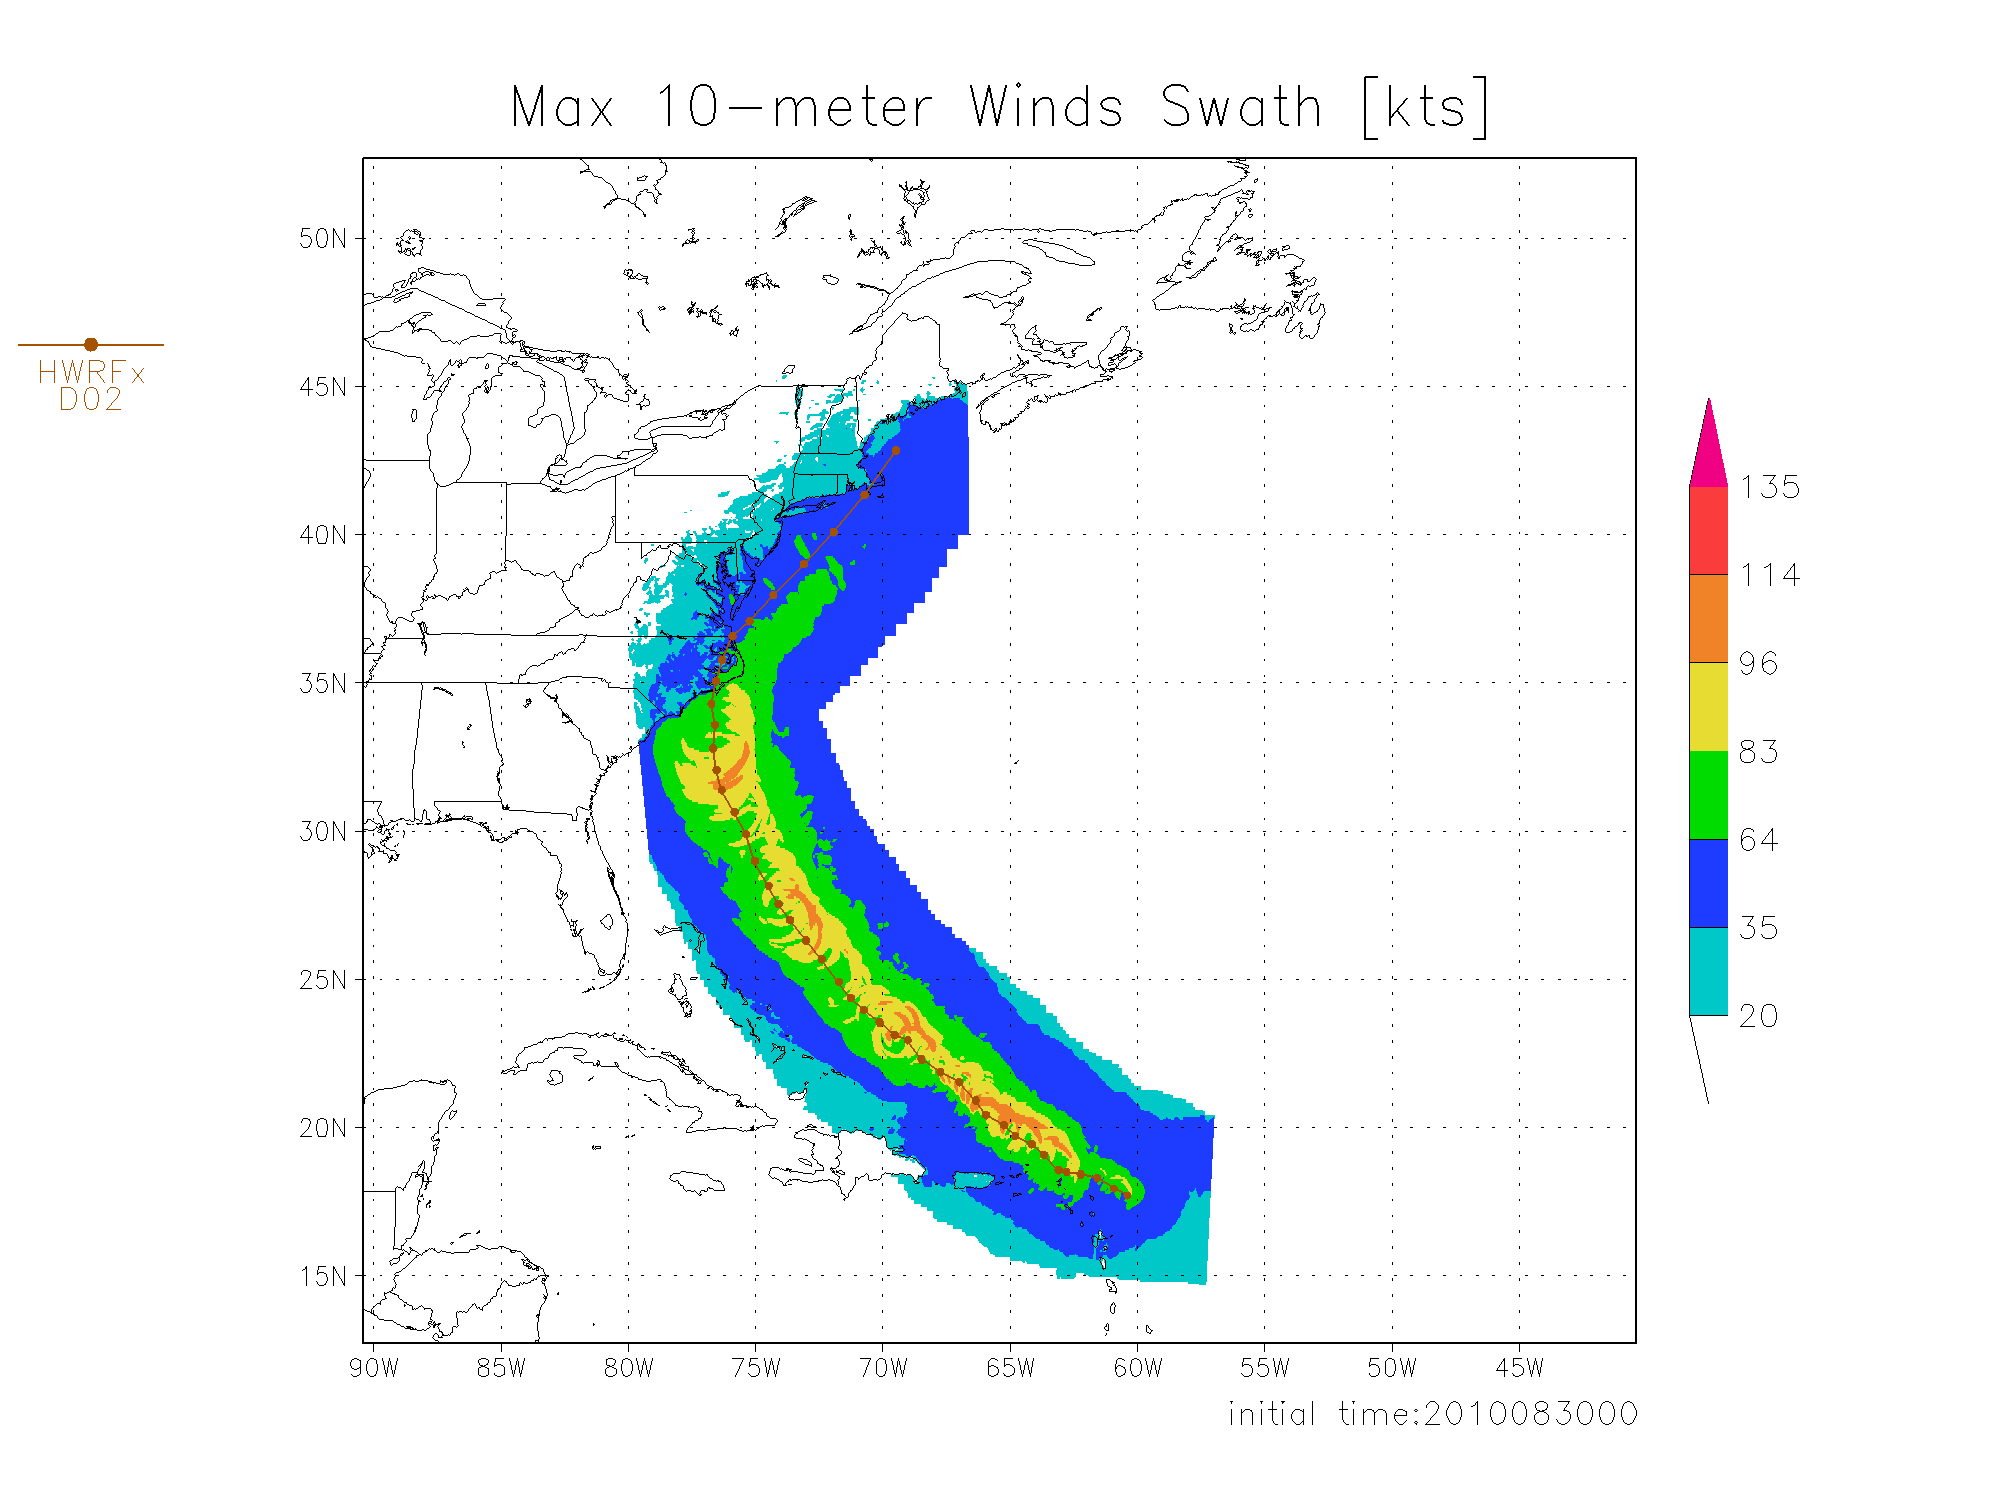 Max 10-meter Winds Swath [kts]
HWRFx
D02
50N
45N
40N
35N
30N
25N
20N
15N
90W 85W 80W 75W 70W 65W 60W 55W 50W 45W
135
114
96
83
64
35
20
initial time:2010083000